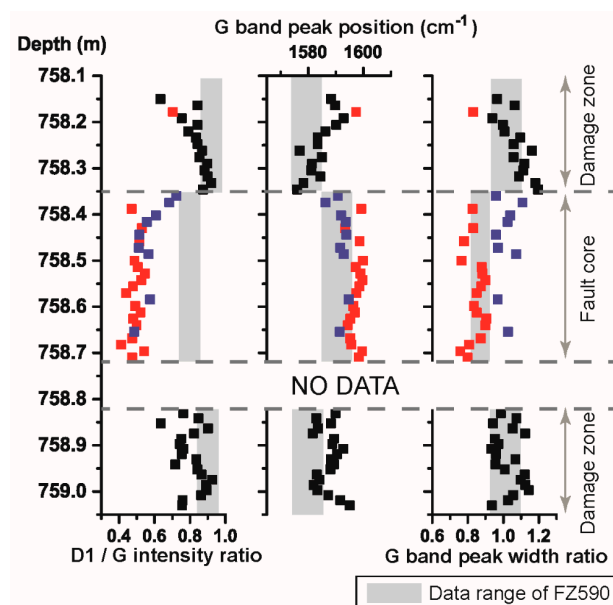 G band peak position (cm-1)
Depth (m)
1580 1600
758.1
758.2
758.3
758.4
758.5
758.6
758.7
758.8
758.9
759.0
Damage zone
Fault core
NO DATA
Damage zone
0.4 0.6 0.8 1.0
0.6 0.8 1.0 1.2
D1 / G intensity ratio
G band peak width ratio
Data range of FZ590